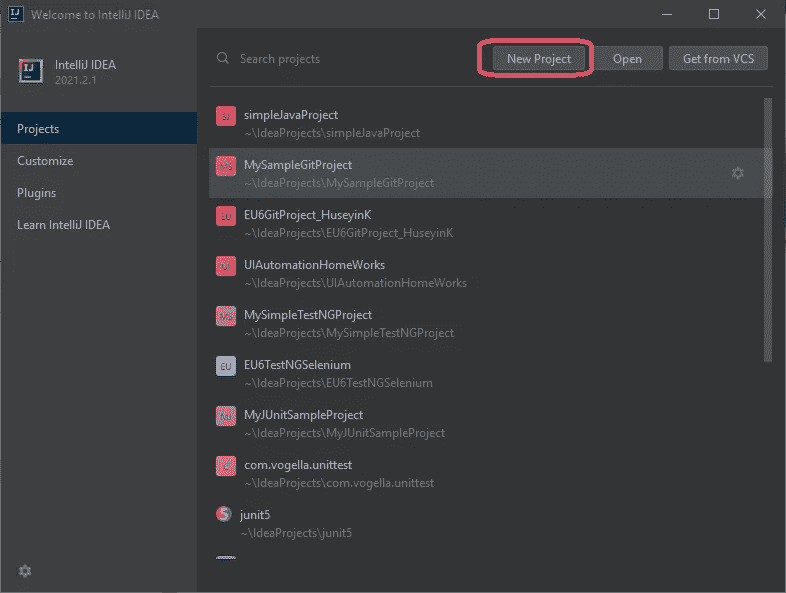 Welcome to IntelliJ IDEA
IJ
IntelliJ IDEA
2021.2.1
Projects
Customize
Plugins
Learn IntelliJ IDEA
Search projects
New Project
Open
Get from VCS
SJ
simpleJavaProject
~\IdeaProjects\simpleJavaProject
MySampleGitProject
~\IdeaProjects\MySampleGitProject
EU
EU6GitProject_HuseyinK
~\IdeaProjects\EU6GitProject_HuseyinK
UIAutomationHomeWorks
~\IdeaProjects\UIAutomationHomeWorks
MS
MySimpleTestNGProject
~\IdeaProjects\MySimpleTestNGProject
EU
EU6TestNGSelenium
~\IdeaProjects\EU6TestNGSelenium
MJ
MyJUnitSampleProject
~\IdeaProjects\MyJUnitSampleProject
com.vogella.unittest
~\IdeaProjects\com.vogella.unittest
junit5
~\IdeaProjects\junit5